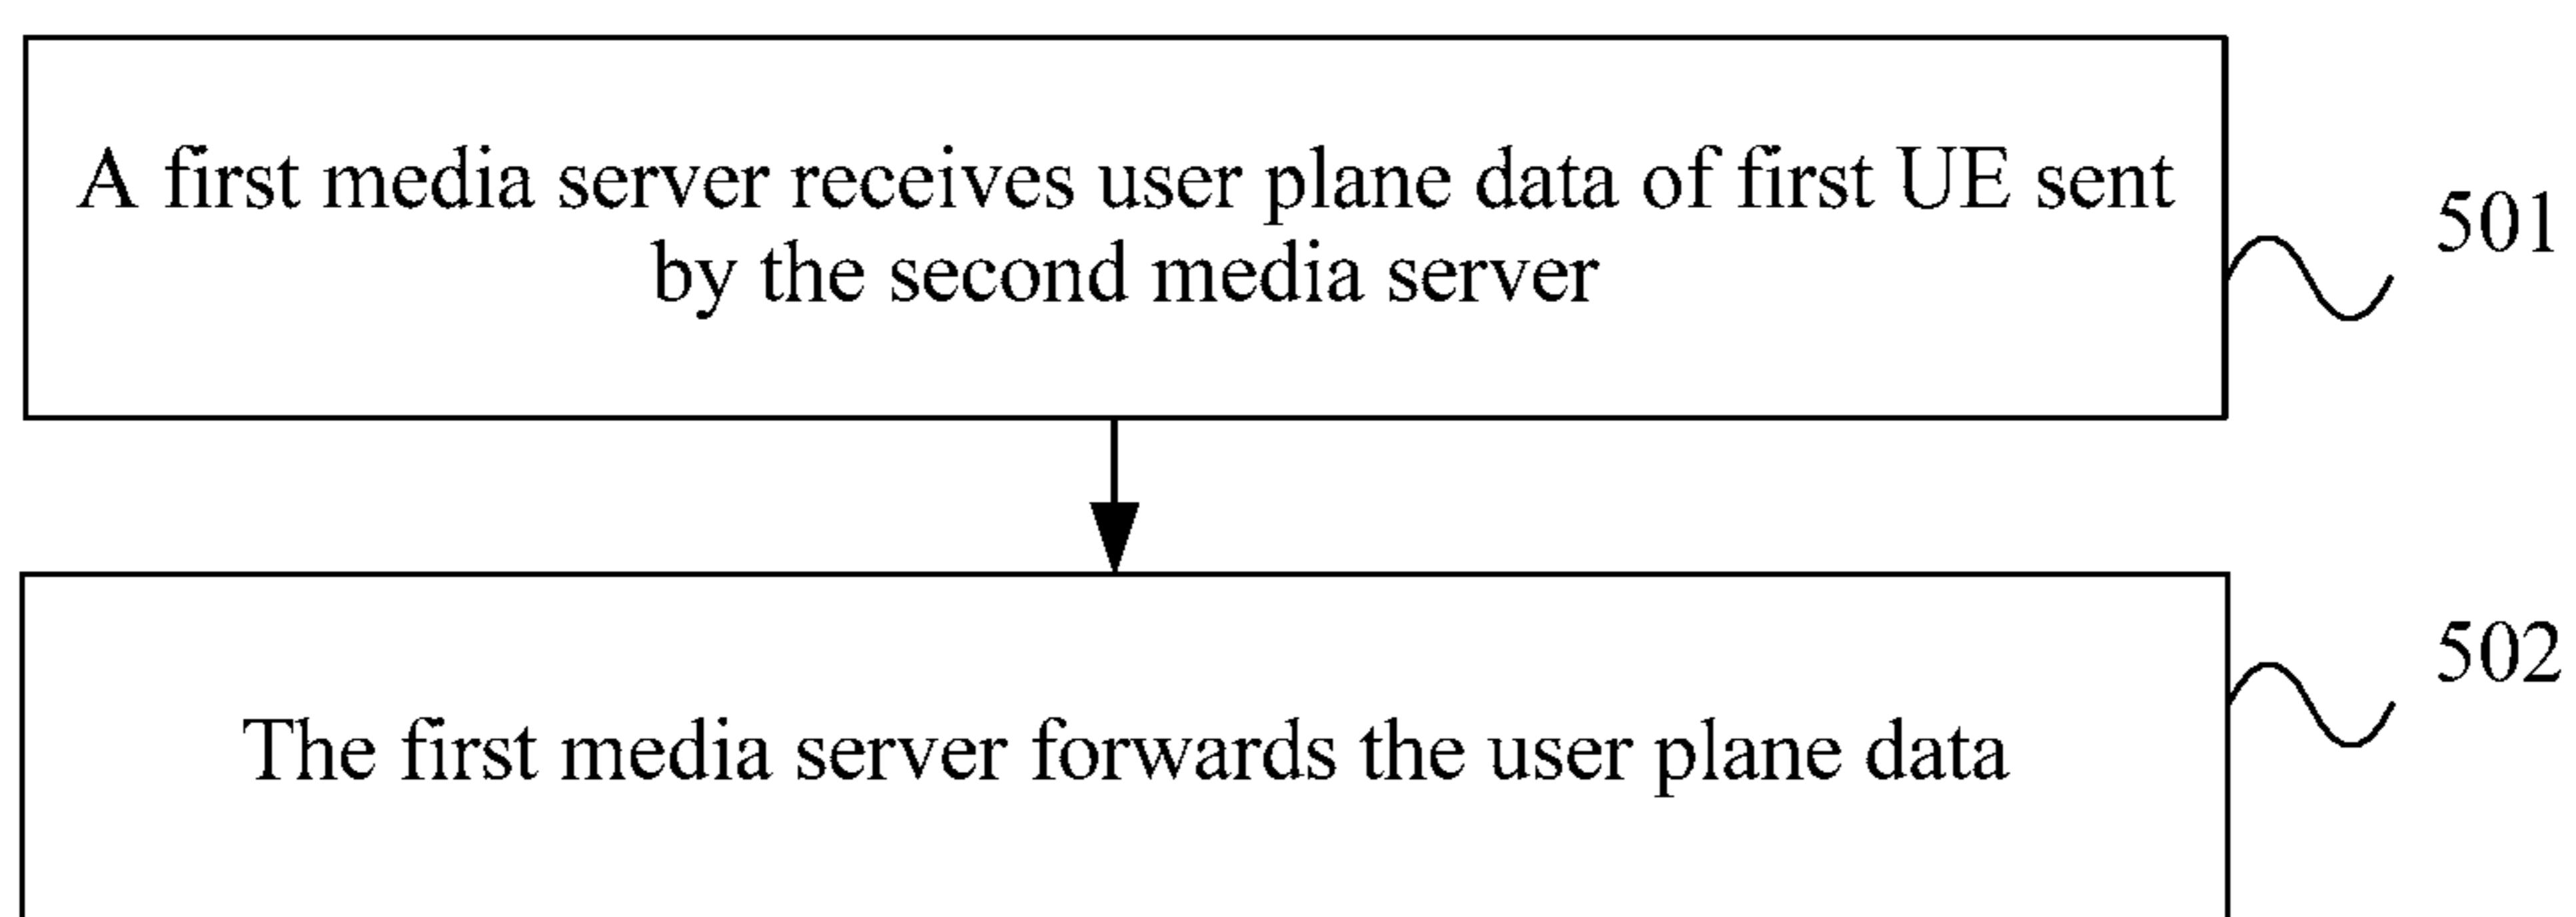 A first media server receives user plane data of first UE sent
by the second media server
501
The first media server forwards the user plane data
502